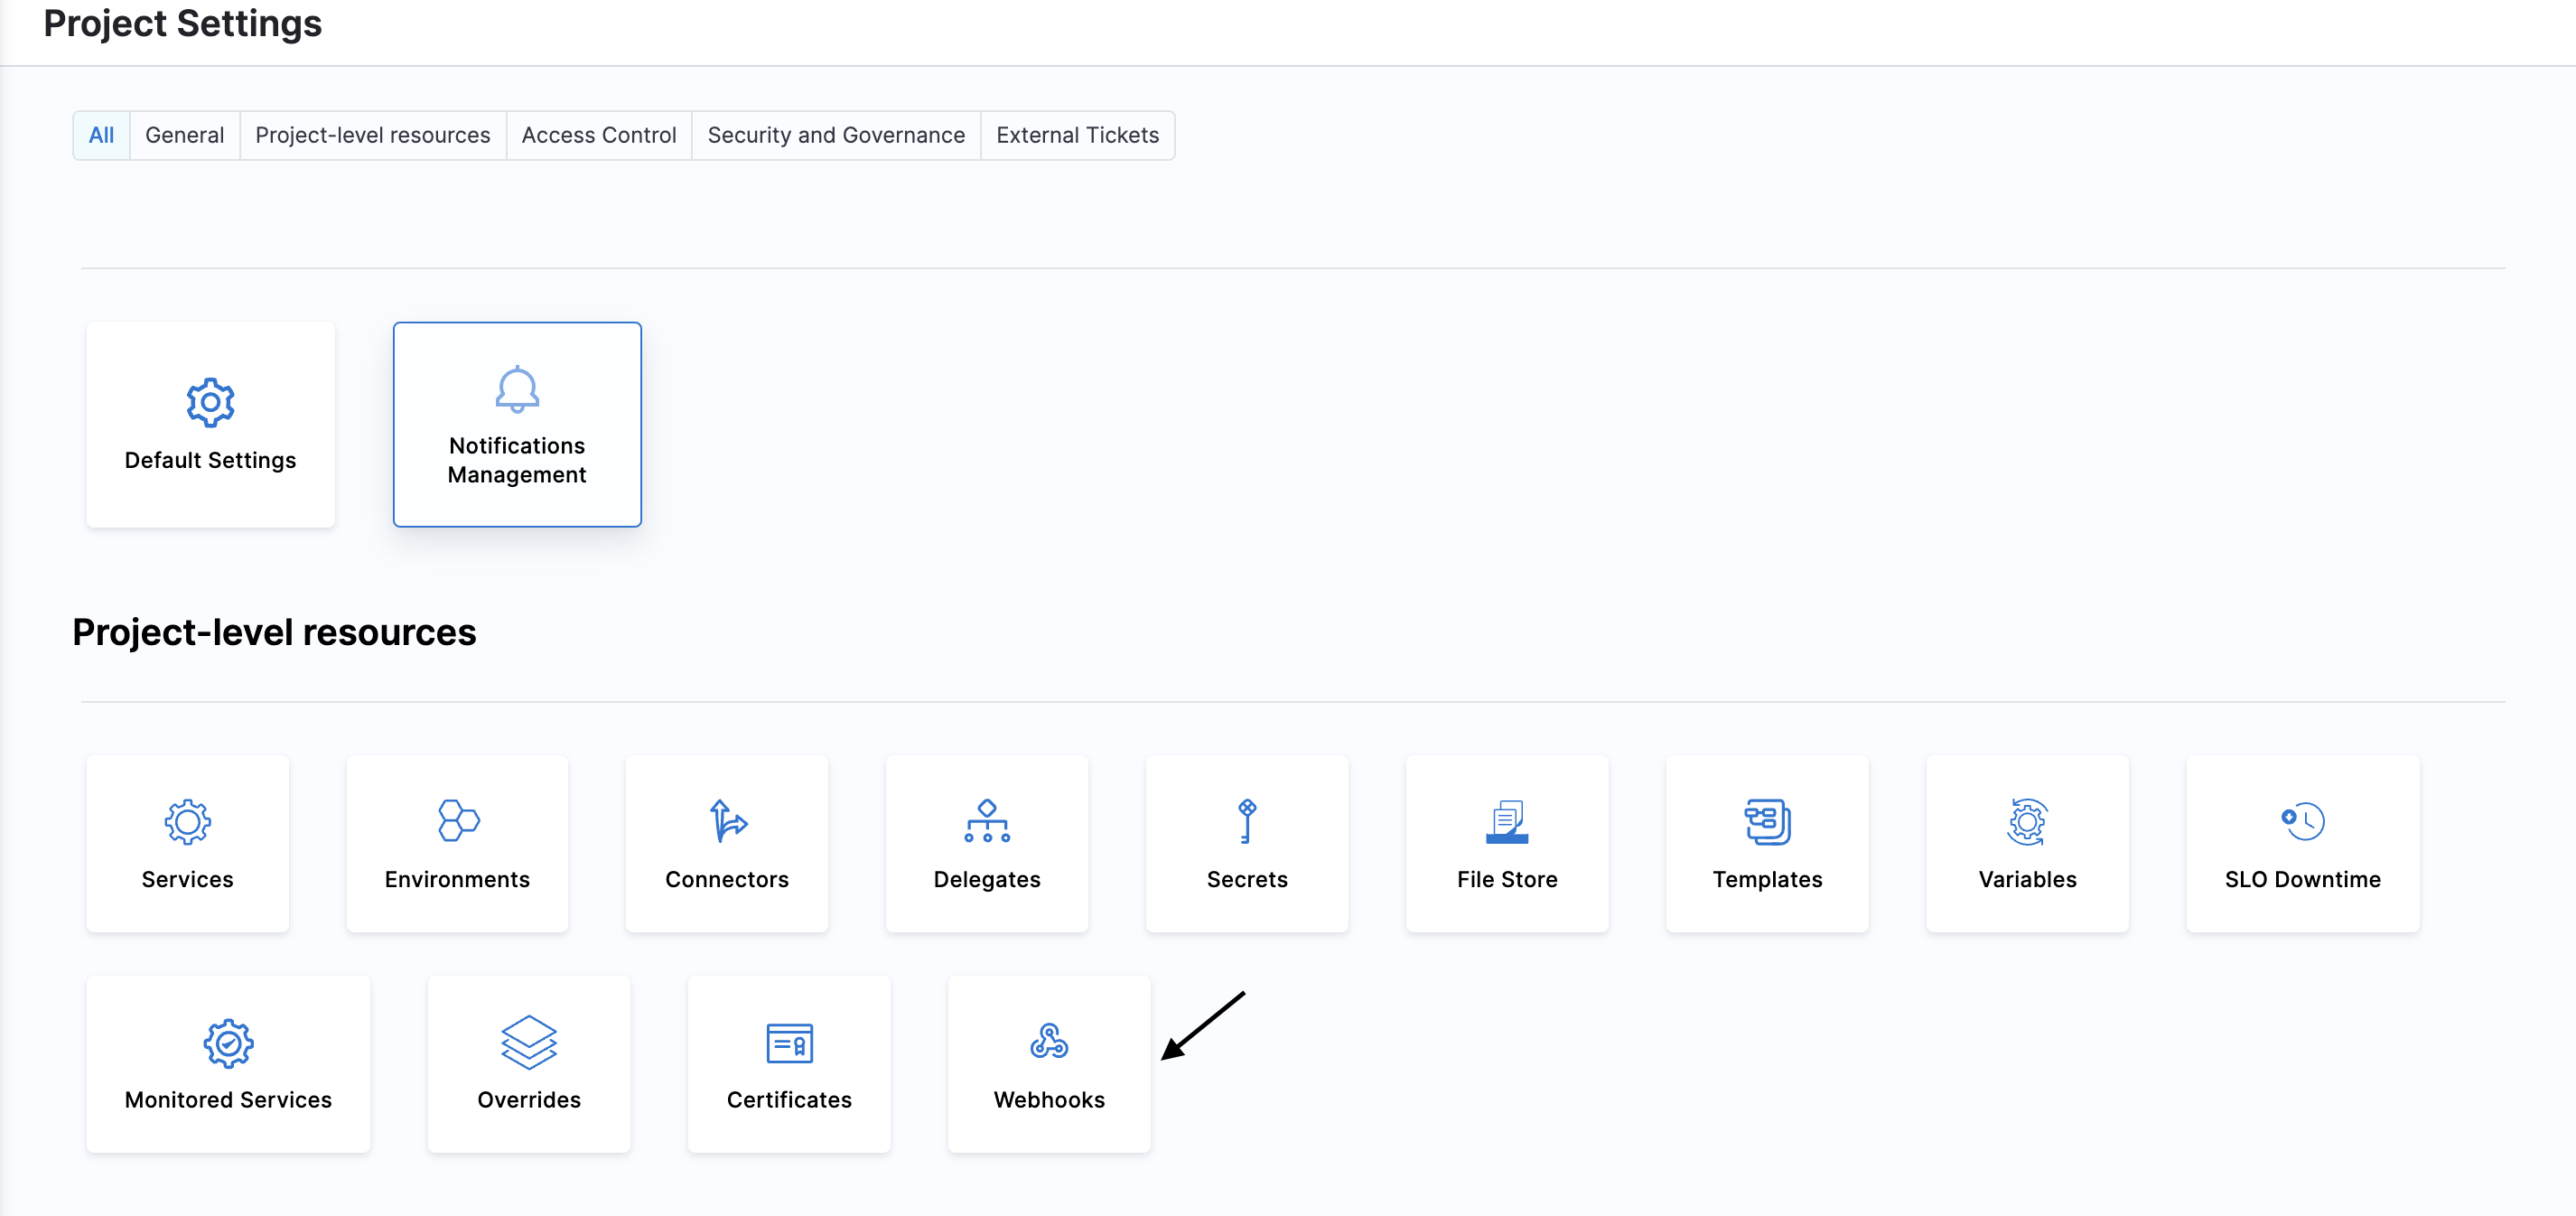 Project Settings
All General Project-level resources Access Control Security and Governance External Tickets
Default Settings
Notifications
Management
Project-level resources
Services Environments Connectors Delegates Secrets File Store Templates Variables SLO Downtime
Monitored Services Overrides Certificates Webhooks